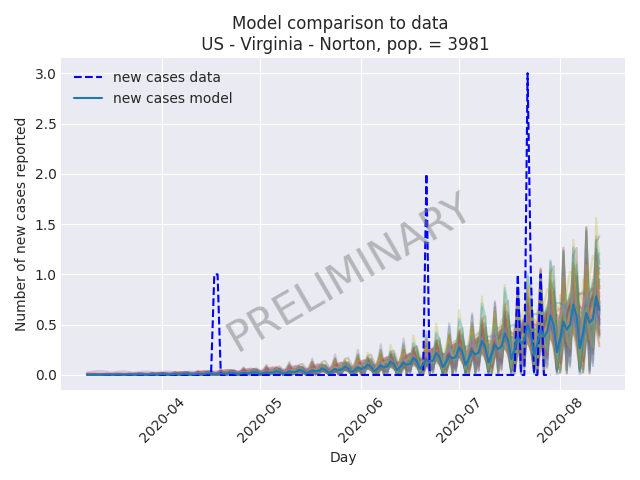 Model comparison to data
US - Virginia - Norton, pop. = 3981
new cases data
new cases model
Number of new cases reported
3.0
2.5
2.0
1.5
1.0
0.5
0.0
PRELIMINARY
2020-04
2020-05
2020-06
2020-07
2020-08
Day